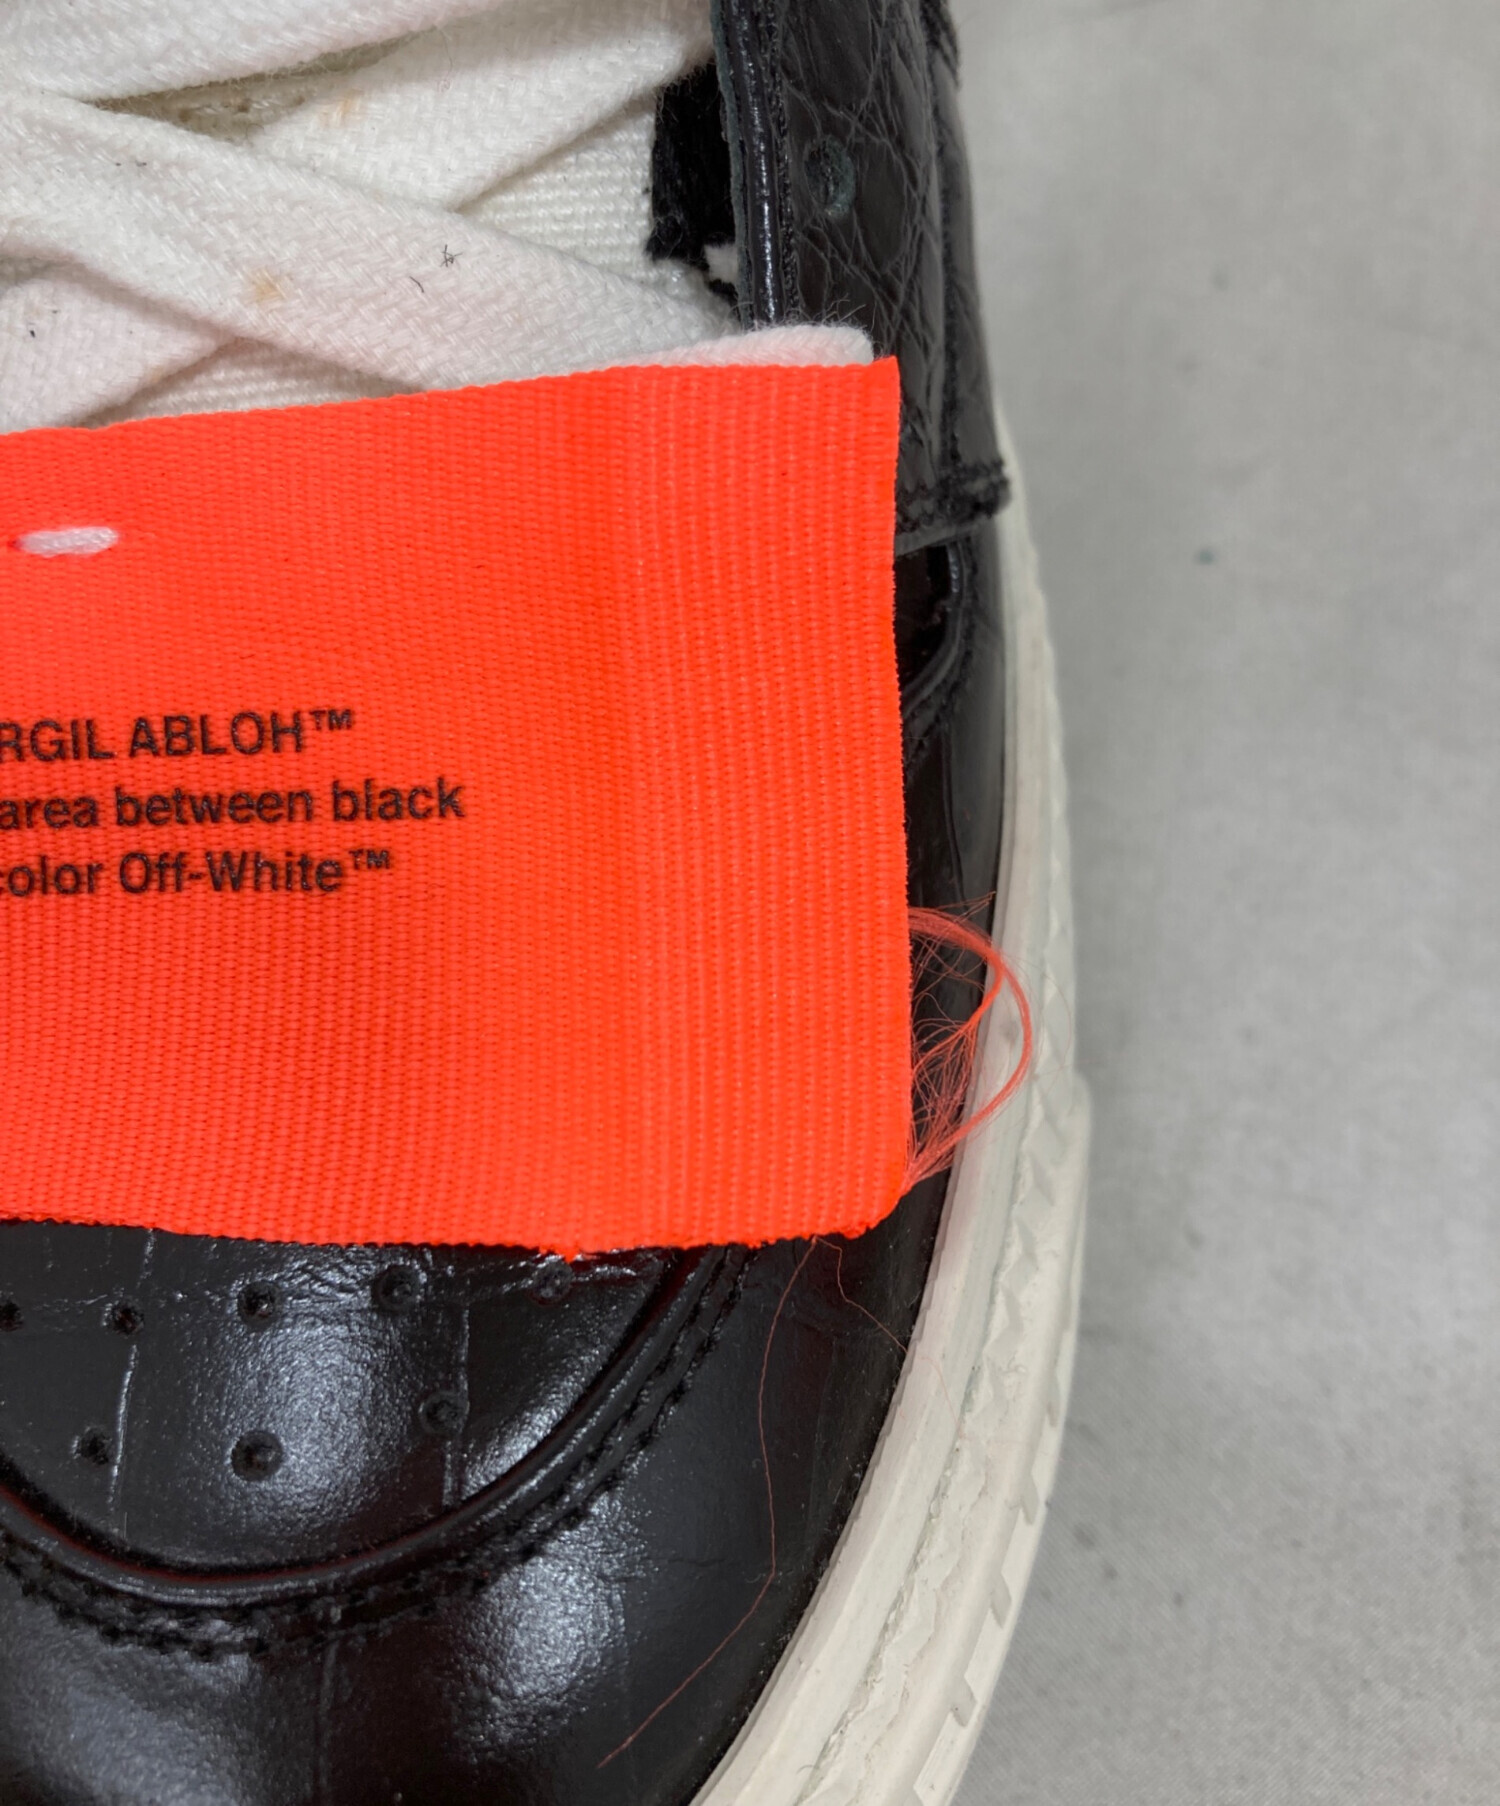 RGIL ABLOH™
area between black
color Off-White™